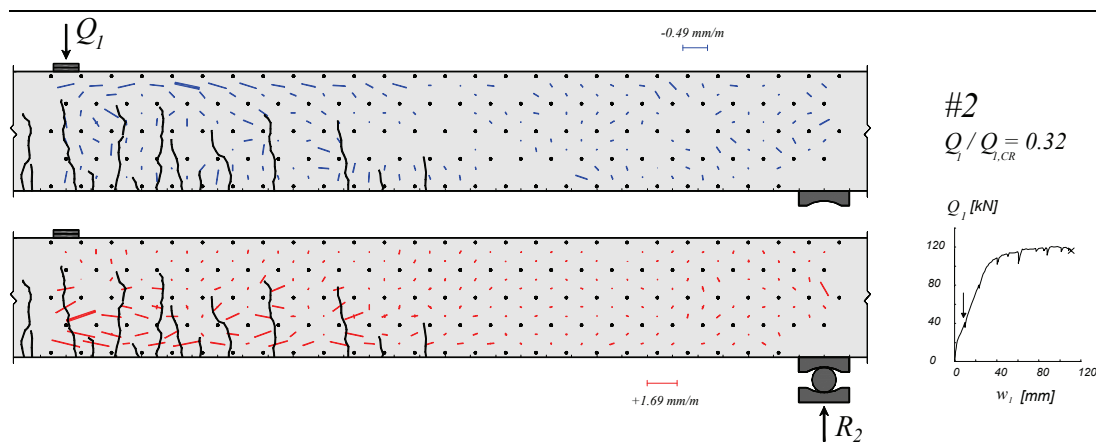 Q1
-0.49 mm/m
#2
Q1 / Q1,CR = 0.32
Q1 [kN]
120
80
40
0
0 40 80 120
w1 [mm]
+1.69 mm/m
R2